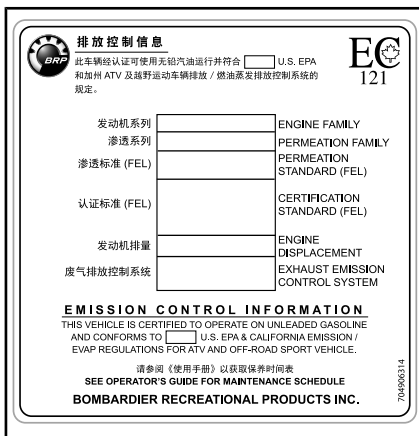 排放控制信息
BRP
此车辆经认证可使用无铅汽油运行并符合 U.S. EPA
和加州 ATV 及越野运动车辆排放 / 燃油蒸发排放控制系统的
规定。
EC
121
发动机系列 ENGINE FAMILY
渗透系列 PERMEATION FAMILY
渗透标准 (FEL) PERMEATION
STANDARD (FEL)
认证标准 (FEL) CERTIFICATION
STANDARD (FEL)
发动机排量 ENGINE
DISPLACEMENT
废气排放控制系统 EXHAUST EMISSION
CONTROL SYSTEM
EMISSION CONTROL INFORMATION
THIS VEHICLE IS CERTIFIED TO OPERATE ON UNLEADED GASOLINE
AND CONFORMS TO U.S. EPA & CALIFORNIA EMISSION /
EVAP REGULATIONS FOR ATV AND OFF-ROAD SPORT VEHICLE.
请参阅《使用手册》以获取保养时间表
SEE OPERATOR'S GUIDE FOR MAINTENANCE SCHEDULE
BOMBARDIER RECREATIONAL PRODUCTS INC.
704906314